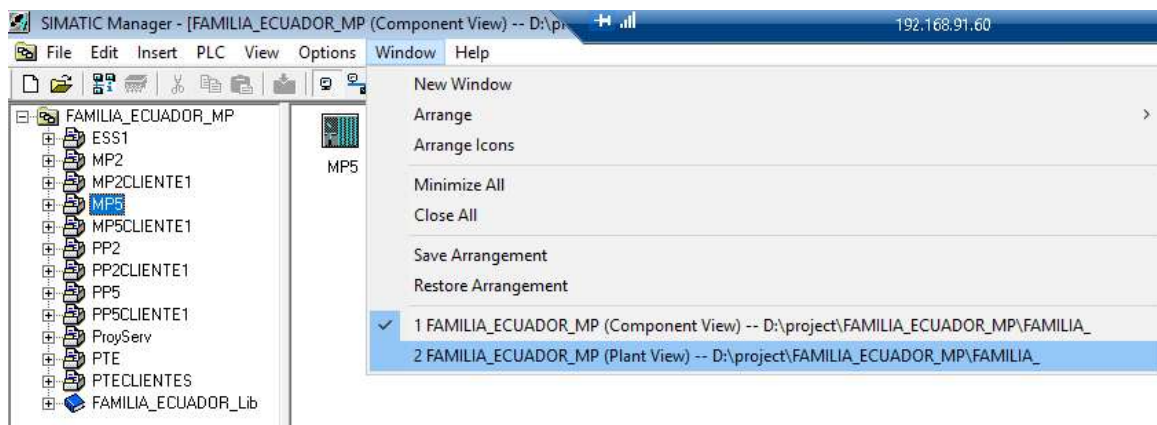 SIMATIC Manager - [FAMILIA_ECUADOR_MP (Component View) -- D:\pr
192.168.91.60
File Edit Insert PLC View Options Window Help
FAMILIA_ECUADOR_MP
ESS1
MP2
MP2CLIENTE1
MP5
MP5CLIENTE1
PP2
PP2CLIENTE1
PP5
PP5CLIENTE1
ProyServ
PTE
PTECLIENTES
FAMILIA_ECUADOR_Lib
MP5
New Window
Arrange
Arrange Icons
Minimize All
Close All
Save Arrangement
Restore Arrangement
1 FAMILIA_ECUADOR_MP (Component View) -- D:\project\FAMILIA_ECUADOR_MP\FAMILIA_
2 FAMILIA_ECUADOR_MP (Plant View) -- D:\project\FAMILIA_ECUADOR_MP\FAMILIA_